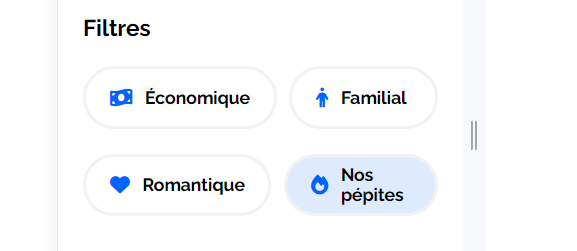 Filtres
Économique
Familial
Romantique
Nos
pépites